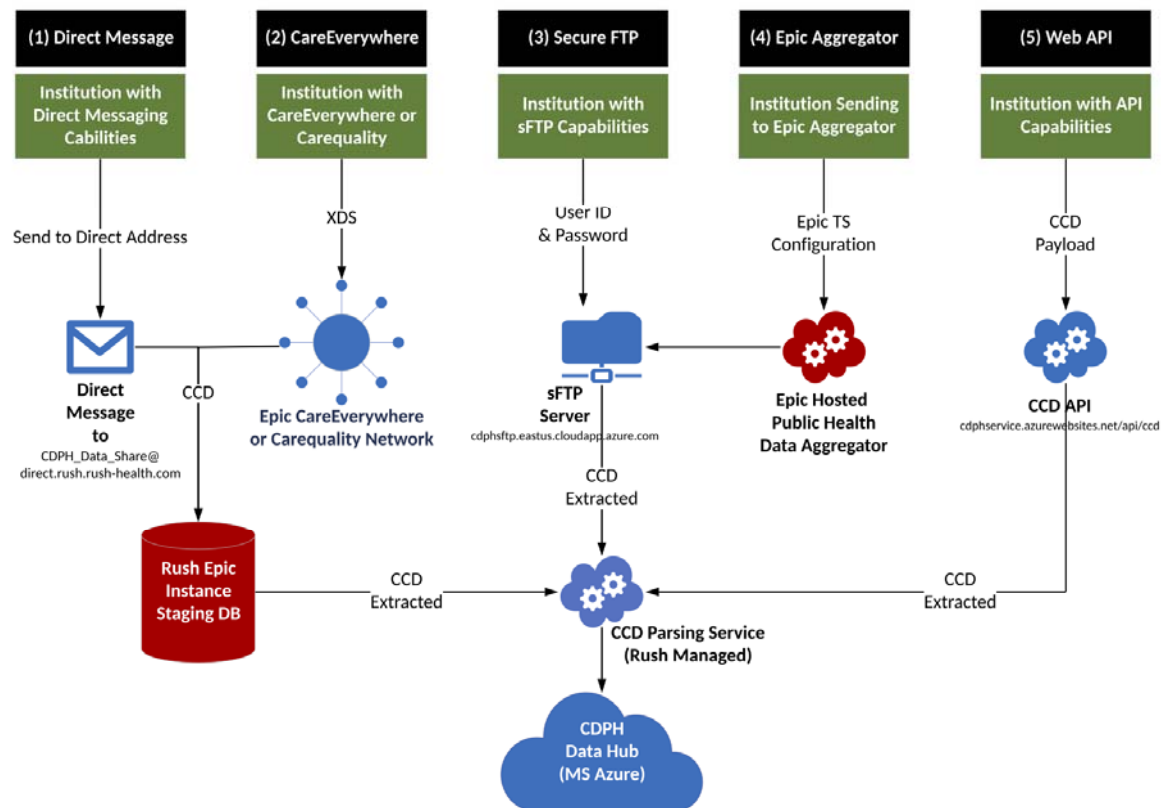 (1) Direct Message
(2) CareEverywhere
(3) Secure FTP
(4) Epic Aggregator
(5) Web API
Institution with
Direct Messaging
Cabilities
Institution with
CareEverywhere or
Carequality
Institution with
sFTP Capabilities
Institution Sending
to Epic Aggregator
Institution with API
Capabilities
Send to Direct Address
XDS
User ID
& Password
Epic TS
Configuration
CCD
Payload
Direct
Message
to
CDPH_Data_Share@
direct.rush.rush-health.com
CCD
Epic CareEverywhere
or Carequality Network
sFTP
Server
cdphsftp.eastus.cloudapp.azure.com
Epic Hosted
Public Health
Data Aggregator
CCD API
cdphservice.azurewebsites.net/api/ccd
CCD
Extracted
Rush Epic
Instance
Staging DB
CCD
Extracted
CCD
Extracted
CCD Parsing Service
(Rush Managed)
CDPH
Data Hub
(MS Azure)